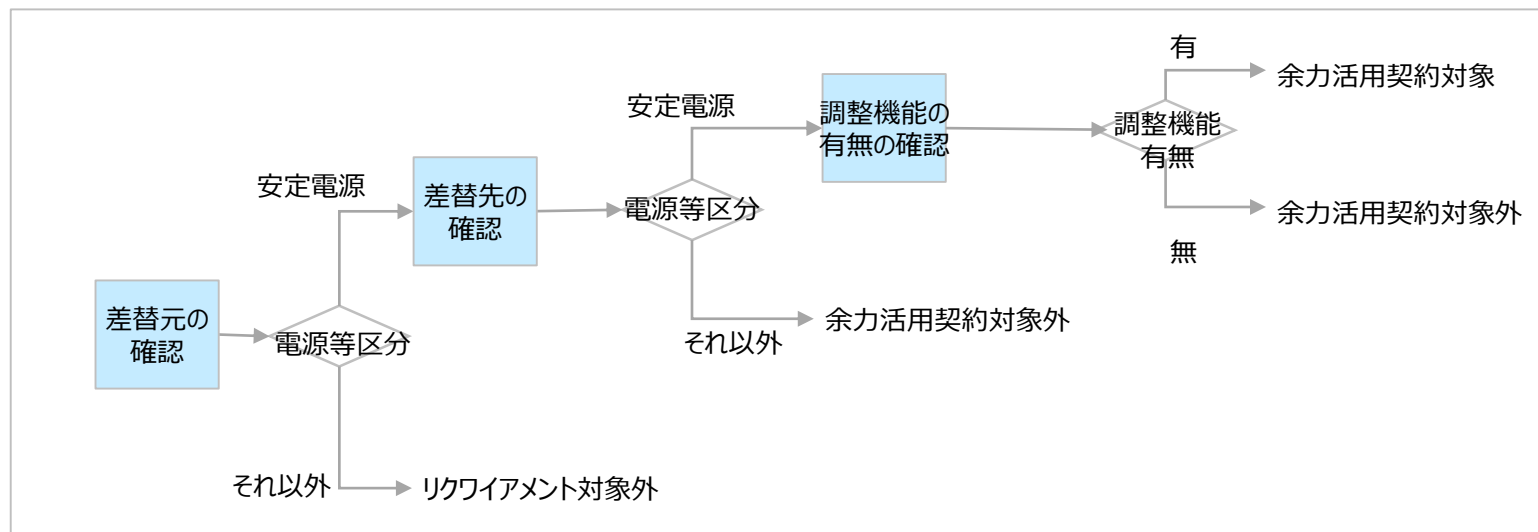 差替元の
確認
電源等区分
安定電源
それ以外
リクワイアメント対象外
差替先の
確認
電源等区分
安定電源
それ以外
余力活用契約対象外
調整機能の
有無の確認
調整機能
有無
有
余力活用契約対象
無
余力活用契約対象外